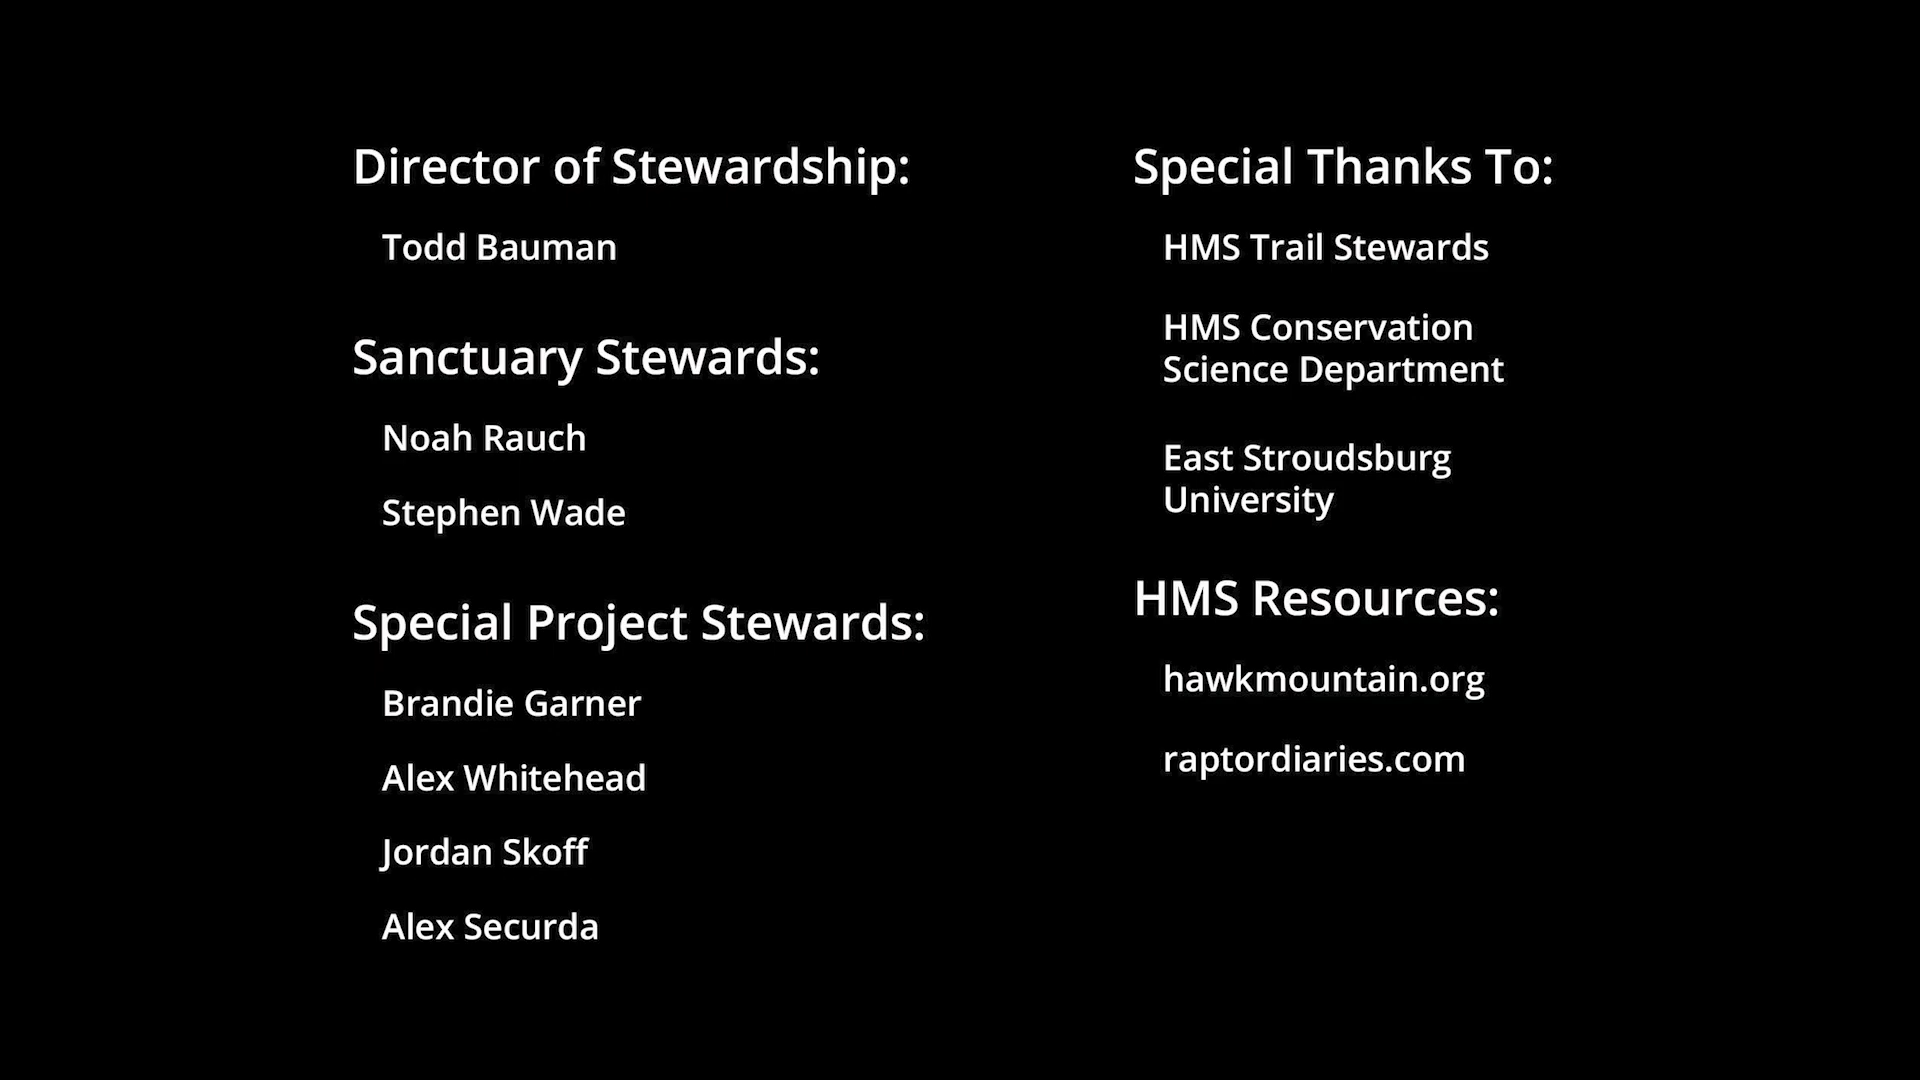 Director of Stewardship:
Todd Bauman
Sanctuary Stewards:
Noah Rauch
Stephen Wade
Special Project Stewards:
Brandie Garner
Alex Whitehead
Jordan Skoff
Alex Securda
Special Thanks To:
HMS Trail Stewards
HMS Conservation
Science Department
East Stroudsburg
University
HMS Resources:
hawkmountain.org
raptordiaries.com